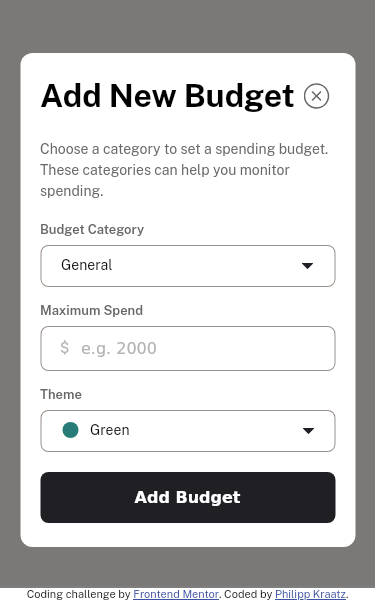 Add New Budget
Choose a category to set a spending budget.
These categories can help you monitor
spending.
Budget Category
General
Maximum Spend
$ e.g. 2000
Theme
Green
Add Budget
Coding challenge by Frontend Mentor. Coded by Philipp Kraatz.